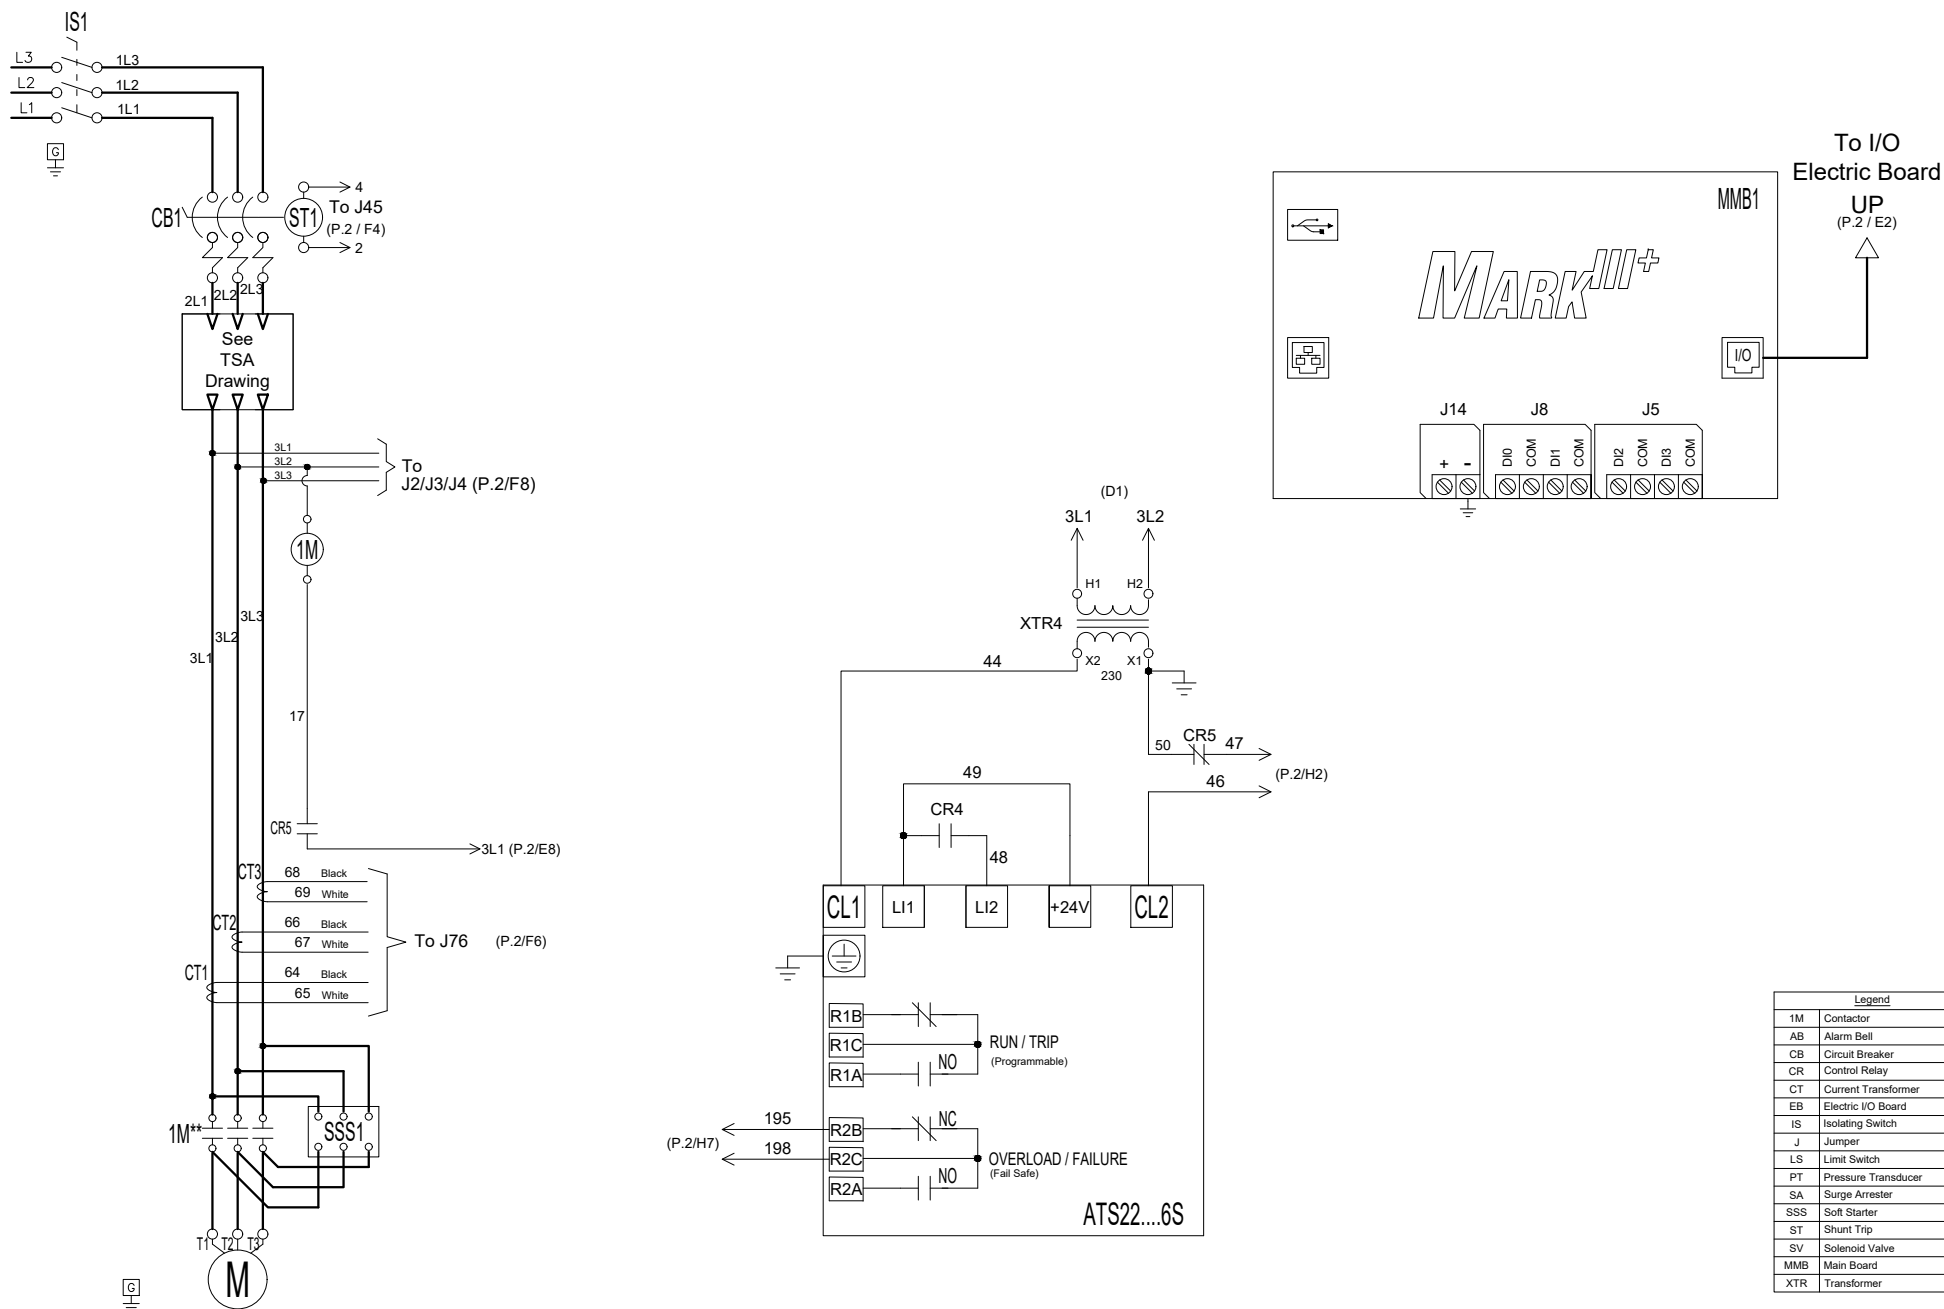 IS1
L3
1L3
L2
1L2
L1
1L1
G
CB1
ST1
4
To J45
(P.2 / F4)
2
2L1
2L2
2L3
See
TSA
Drawing
3L1
3L2
3L3
To
J2/J3/J4 (P.2/F8)
1M
3L3
3L2
3L1
17
CR5
3L1 (P.2/E8)
CT3
68 Black
69 White
CT2
66 Black
67 White
To J76 (P.2/F6)
CT1
64 Black
65 White
1M**
SSS1
T1
T2
T3
M
G
(D1)
3L1
3L2
H1
H2
XTR4
X2
X1
230
44
50
CR5
47
(P.2/H2)
46
49
CR4
48
CL1
LI1
LI2
+24V
CL2
R1B
R1C
RUN / TRIP
(Programmable)
R1A
NO
195
R2B
NC
(P.2/H7)
198
R2C
OVERLOAD / FAILURE
(Fail Safe)
R2A
NO
ATS22....6S
MMB1
MARK III+
I/O
To I/O
Electric Board
UP
(P.2 / E2)
J14
J8
J5
+
-
DI0
COM
DI1
COM
DI2
COM
DI3
COM
Legend
1M Contactor
AB Alarm Bell
CB Circuit Breaker
CR Control Relay
CT Current Transformer
EB Electric I/O Board
IS Isolating Switch
J Jumper
LS Limit Switch
PT Pressure Transducer
SA Surge Arrester
SSS Soft Starter
ST Shunt Trip
SV Solenoid Valve
MMB Main Board
XTR Transformer